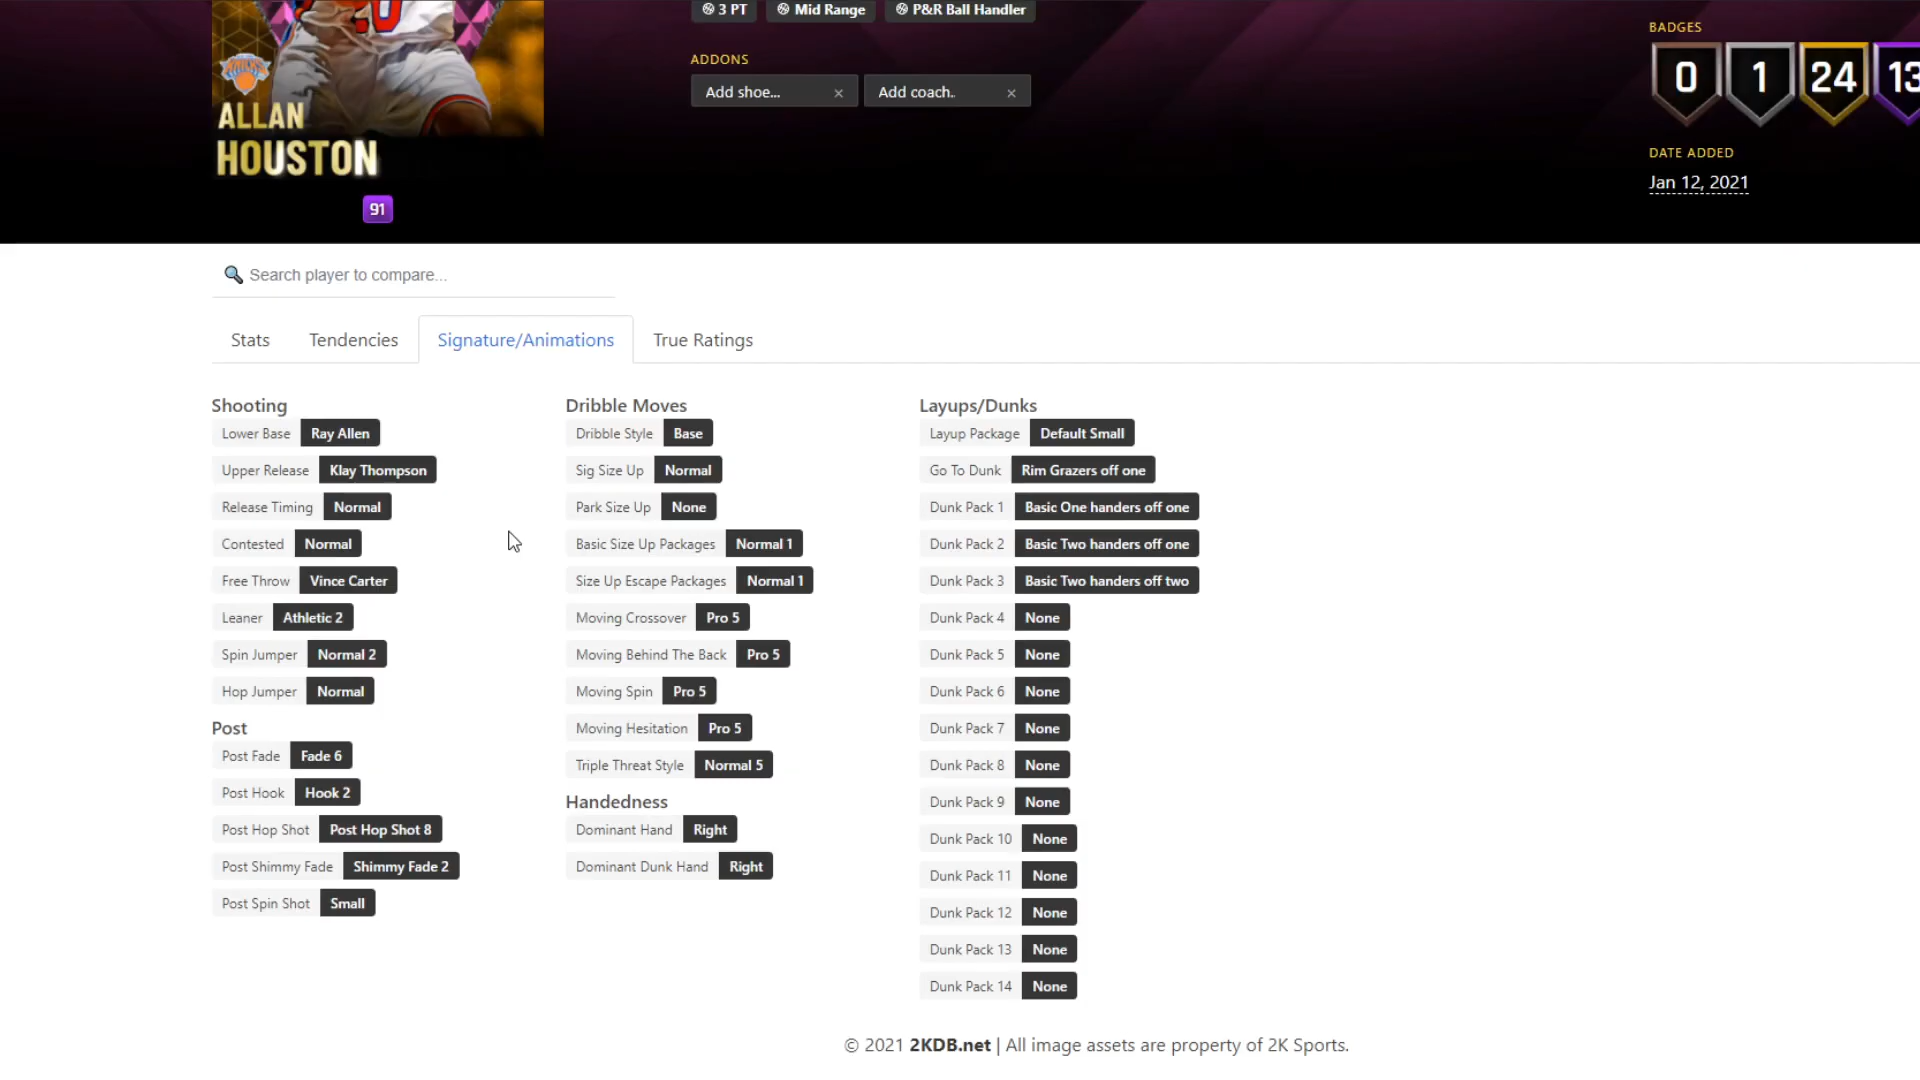 3 PT
Mid Range
P&R Ball Handler
ADDONS
Add shoe...
×
Add coach.
×
KNICKS
ALLAN
HOUSTON
91
BADGES
0
1
24
13
DATE ADDED
Jan 12, 2021
Search player to compare...
Stats
Tendencies
Signature/Animations
True Ratings
Shooting
Lower Base Ray Allen
Upper Release Klay Thompson
Release Timing Normal
Contested Normal
Free Throw Vince Carter
Leaner Athletic 2
Spin Jumper Normal 2
Hop Jumper Normal
Post
Post Fade Fade 6
Post Hook Hook 2
Post Hop Shot Post Hop Shot 8
Post Shimmy Fade Shimmy Fade 2
Post Spin Shot Small
Dribble Moves
Dribble Style Base
Sig Size Up Normal
Park Size Up None
Basic Size Up Packages Normal 1
Size Up Escape Packages Normal 1
Moving Crossover Pro 5
Moving Behind The Back Pro 5
Moving Spin Pro 5
Moving Hesitation Pro 5
Triple Threat Style Normal 5
Handedness
Dominant Hand Right
Dominant Dunk Hand Right
Layups/Dunks
Layup Package Default Small
Go To Dunk Rim Grazers off one
Dunk Pack 1 Basic One handers off one
Dunk Pack 2 Basic Two handers off one
Dunk Pack 3 Basic Two handers off two
Dunk Pack 4 None
Dunk Pack 5 None
Dunk Pack 6 None
Dunk Pack 7 None
Dunk Pack 8 None
Dunk Pack 9 None
Dunk Pack 10 None
Dunk Pack 11 None
Dunk Pack 12 None
Dunk Pack 13 None
Dunk Pack 14 None
© 2021 2KDB.net | All image assets are property of 2K Sports.